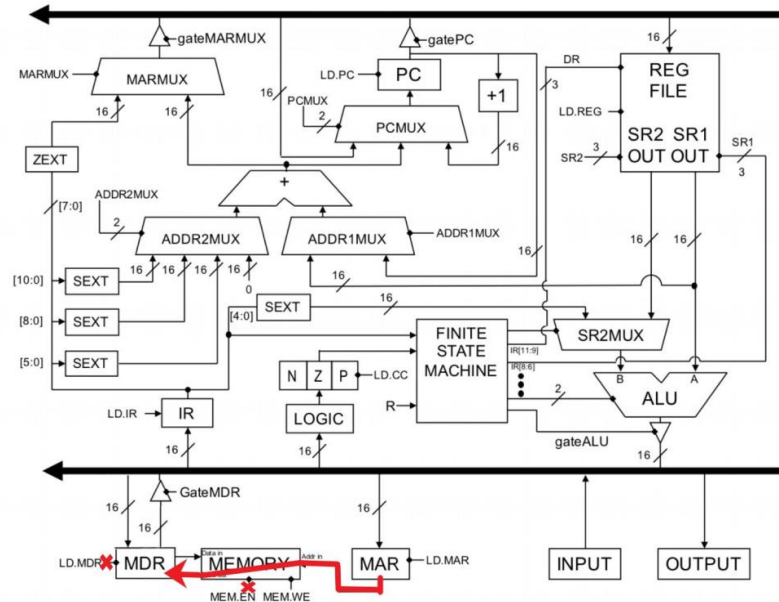 gateMARMUX
gatePC
16
MARMUX
MARMUX
LD.PC
PC
+1
DR
3
REG
FILE
LD.REG
16
16
16
PCMUX
2
PCMUX
16
ZEXT
SR2 SR1
OUT OUT
3
SR2
SR1
3
+
[7:0]
ADDR2MUX
2
ADDR2MUX
ADDR1MUX
ADDR1MUX
16
16
16
[10:0]
SEXT
16
16
16
16
0
16
[8:0]
SEXT
[4:0]
SEXT
16
[5:0]
SEXT
FINITE
STATE
MACHINE
SR2MUX
IR[11:9]
IR[8:6]
N Z P
LD.CC
2
B A
ALU
LD.IR
IR
LOGIC
R
gateALU
16
16
16
GateMDR
16
16
16
LD.MDR
MDR
Data in
MEMORY
Addr in
MAR
LD.MAR
INPUT
OUTPUT
MEM.EN MEM.WE